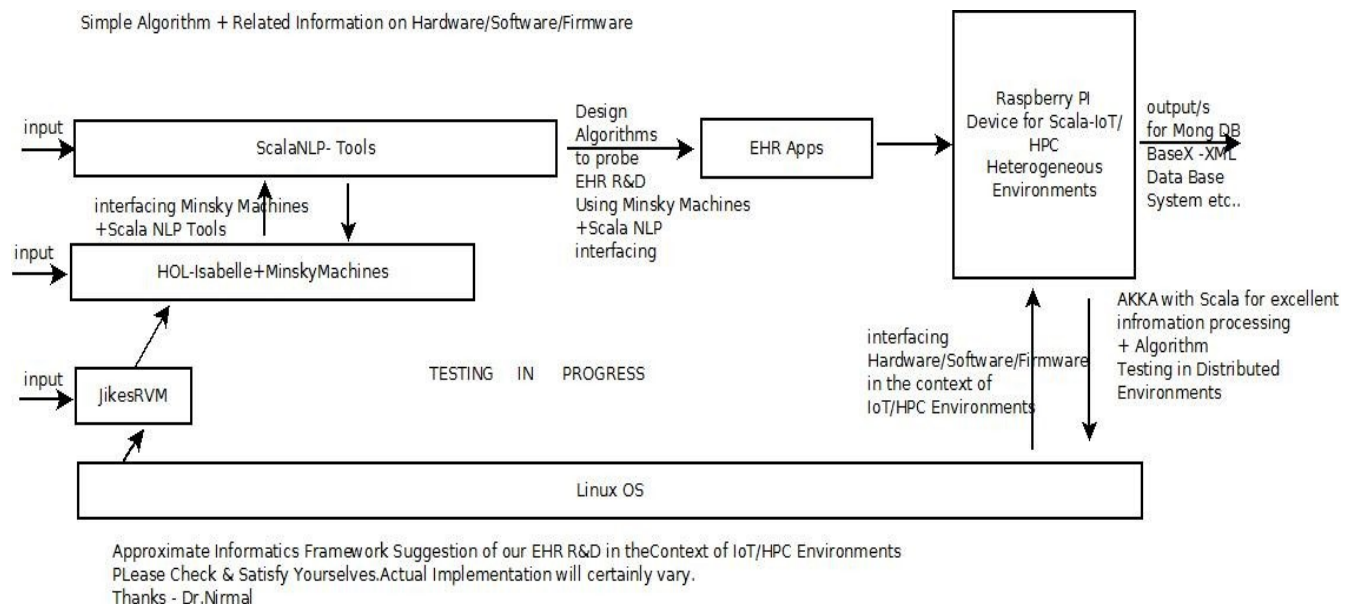 Simple Algorithm + Related Information on Hardware/Software/Firmware
input
ScalaNLP- Tools
Design
Algorithms
to probe
EHR R&D
Using Minsky Machines
+Scala NLP
interfacing
EHR Apps
Raspberry PI
Device for Scala-IoT/
HPC
Heterogeneous
Environments
output/s
for Mong DB
BaseX -XML
Data Base
System etc..
interfacing Minsky Machines
+Scala NLP Tools
input
HOL-Isabelle+MinskyMachines
input
JikesRVM
TESTING IN PROGRESS
interfacing
Hardware/Software/Firmware
in the context of
IoT/HPC Environments
AKKA with Scala for excellent
infromation processing
+ Algorithm
Testing in Distributed
Environments
Linux OS
Approximate Informatics Framework Suggestion of our EHR R&D in theContext of IoT/HPC Environments
PLease Check & Satisfy Yourselves.Actual Implementation will certainly vary.
Thanks - Dr.Nirmal